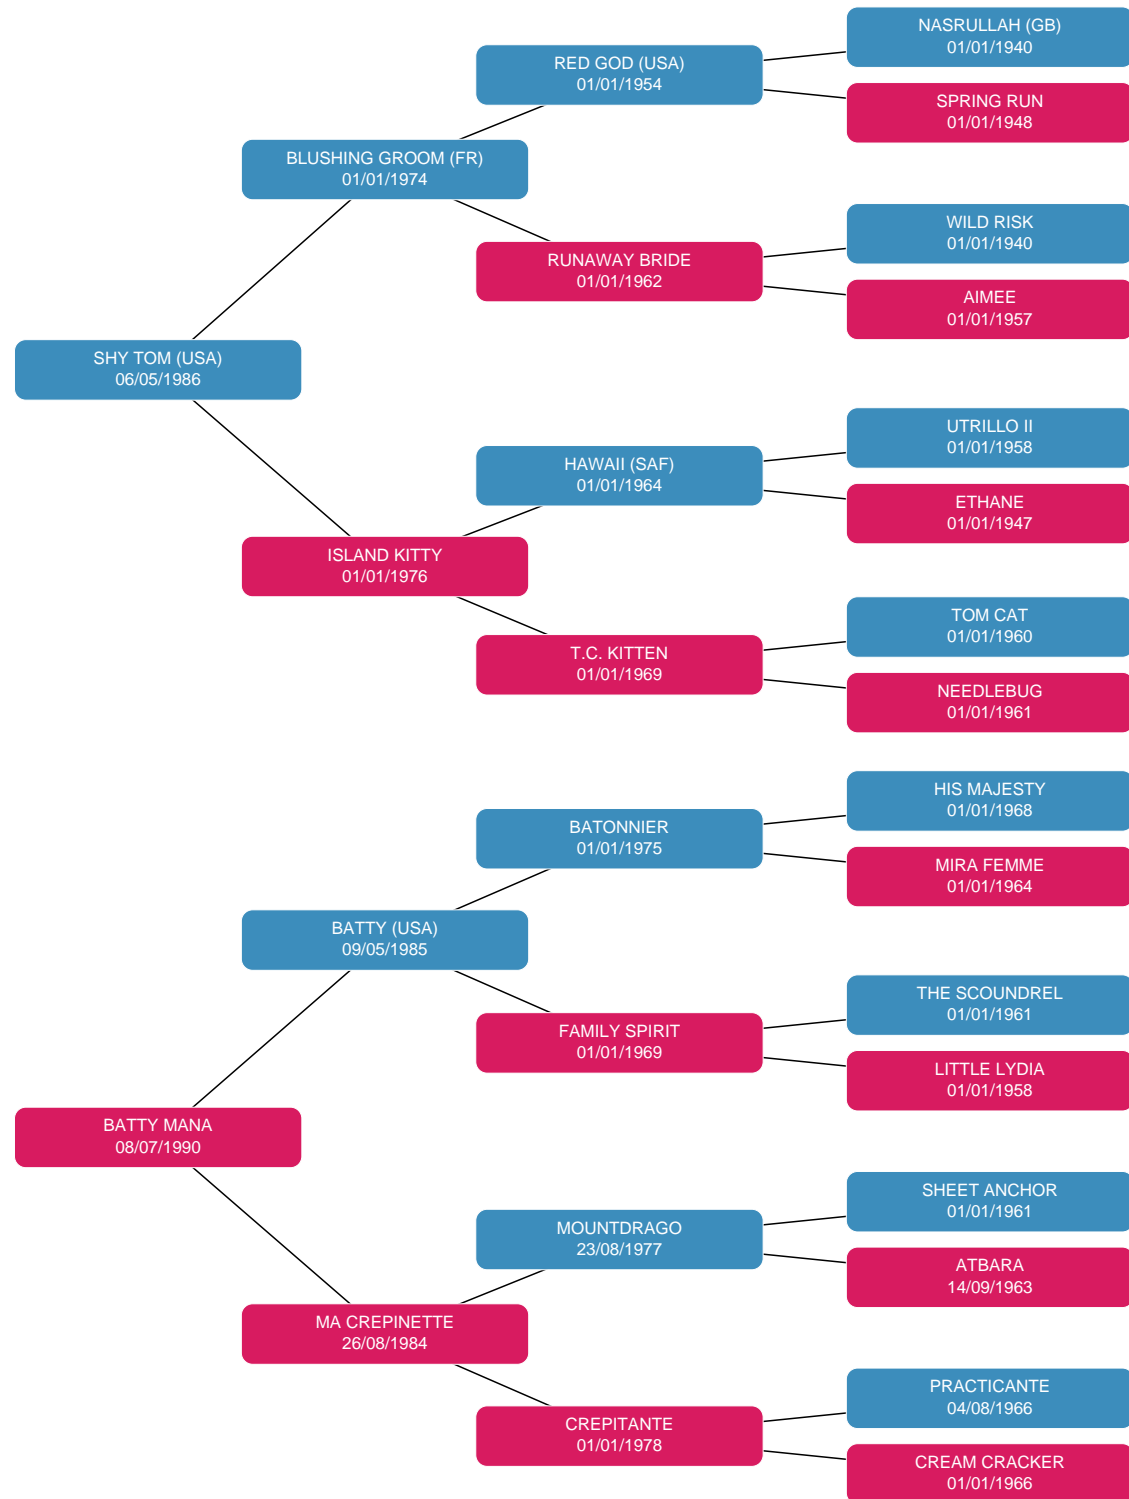 NASRULLAH (GB)
01/01/1940
RED GOD (USA)
01/01/1954
SPRING RUN
01/01/1948
BLUSHING GROOM (FR)
01/01/1974
WILD RISK
01/01/1940
RUNAWAY BRIDE
01/01/1962
AIMEE
01/01/1957
SHY TOM (USA)
06/05/1986
UTRILLO II
01/01/1958
HAWAII (SAF)
01/01/1964
ETHANE
01/01/1947
ISLAND KITTY
01/01/1976
TOM CAT
01/01/1960
T.C. KITTEN
01/01/1969
NEEDLEBUG
01/01/1961
HIS MAJESTY
01/01/1968
BATONNIER
01/01/1975
MIRA FEMME
01/01/1964
BATTY (USA)
09/05/1985
THE SCOUNDREL
01/01/1961
FAMILY SPIRIT
01/01/1969
LITTLE LYDIA
01/01/1958
BATTY MANA
08/07/1990
SHEET ANCHOR
01/01/1961
MOUNTDRAGO
23/08/1977
ATBARA
14/09/1963
MA CREPINETTE
26/08/1984
PRACTICANTE
04/08/1966
CREPITANTE
01/01/1978
CREAM CRACKER
01/01/1966